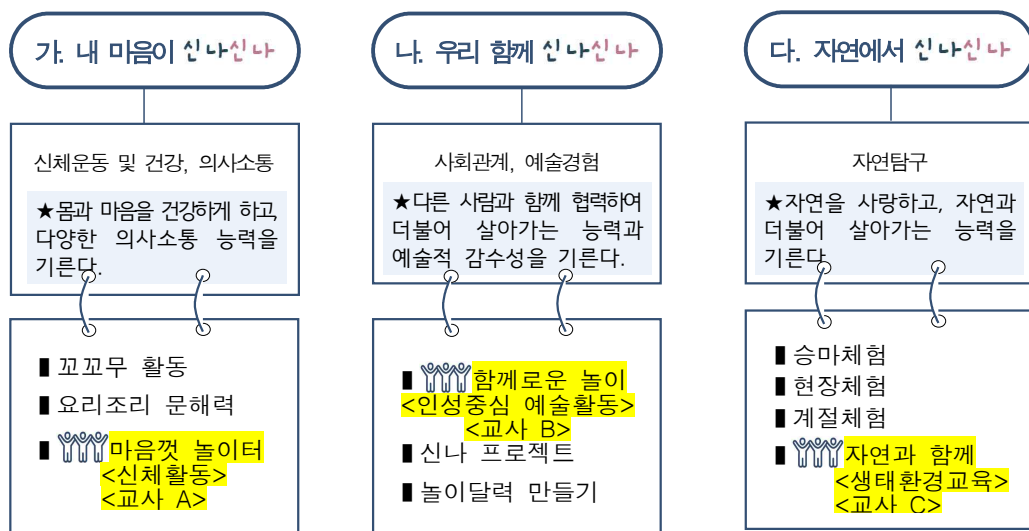 가. 내 마음이 신나신나
신체운동 및 건강, 의사소통
★몸과 마음을 건강하게 하고,
다양한 의사소통 능력을
기른다.
▮꼬꼬무 활동
▮요리조리 문해력
▮마음껏 놀이터
<신체활동>
<교사 A>
나. 우리 함께 신나신나
사회관계, 예술경험
★다른 사람과 함께 협력하여
더불어 살아가는 능력과
예술적 감수성을 기른다.
▮함께로운 놀이
<인성중심 예술활동>
<교사 B>
▮신나 프로젝트
▮놀이달력 만들기
다. 자연에서 신나신나
자연탐구
★자연을 사랑하고, 자연과
더불어 살아가는 능력을
기른다
▮승마체험
▮현장체험
▮계절체험
▮자연과 함께
<생태환경교육>
<교사 C>